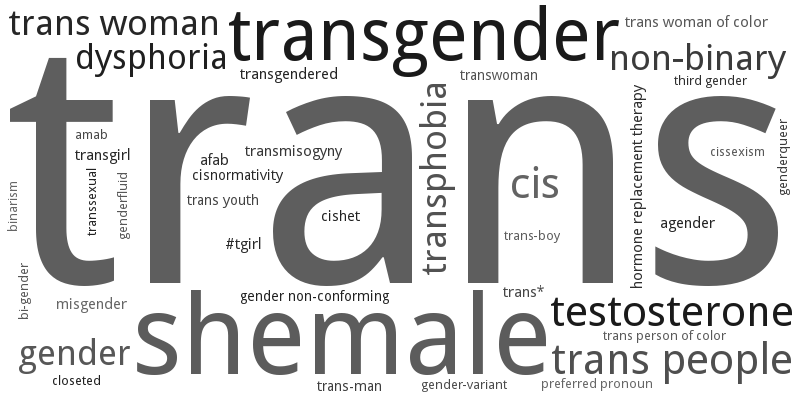 trans woman
transgender
trans woman of color
dysphoria
non-binary
transgendered
transwoman
third gender
trans
amab
transgirl
afab
transmisogyny
cisnormativity
transphobia
cis
hormone replacement therapy
cissexism
genderqueer
binarism
transsexual
genderfluid
trans youth
cishet
#tgirl
trans-boy
agender
bi-gender
misgender
gender non-conforming
trans*
shemale
testosterone
trans person of color
gender
trans people
closeted
trans-man
gender-variant
preferred pronoun